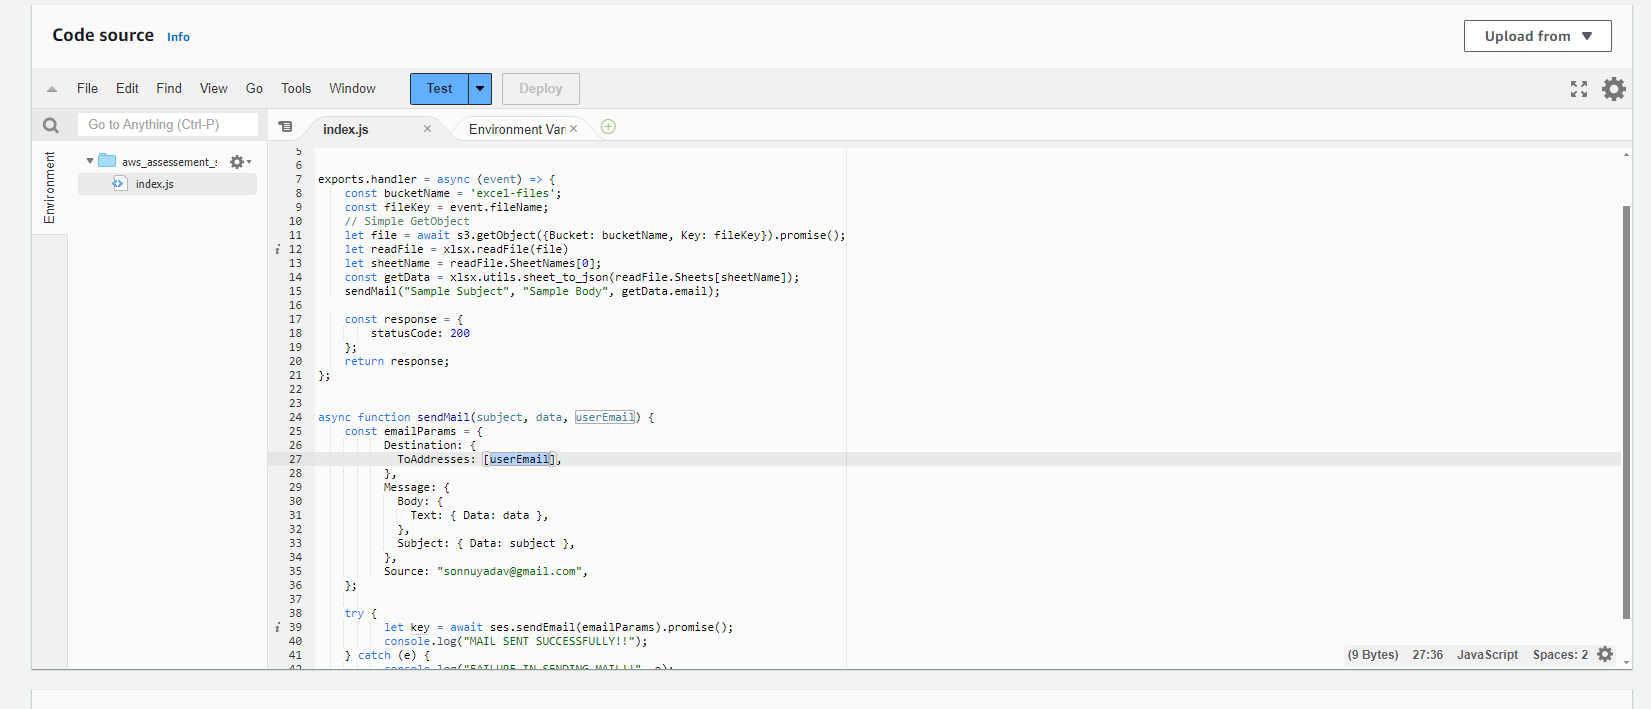 Code source Info
Upload from
File Edit Find View Go Tools Window Test Deploy
Go to Anything (Ctrl-P)
index.js
Environment Vari
Environment
aws_assessement_s
index.js
5
6
7 exports.handler = async (event) => {
8 const bucketName = 'excel-files';
9 const fileKey = event.fileName;
10 // Simple GetObject
11 let file = await s3.getObject({Bucket: bucketName, Key: fileKey}).promise();
12 let readFile = xlsx.readFile(file)
13 let sheetName = readFile.SheetNames[0];
14 const getData = xlsx.utils.sheet_to_json(readFile.Sheets[sheetName]);
15 sendMail("Sample Subject", "Sample Body", getData.email);
16
17 const response = {
18 statusCode: 200
19 };
20 return response;
21 };
22
23
24 async function sendMail(subject, data, userEmail) {
25 const emailParams = {
26 Destination: {
27 ToAddresses: [userEmail],
28 },
29 Message: {
30 Body: {
31 Text: { Data: data },
32 },
33 Subject: { Data: subject },
34 },
35 Source: "sonnuyadav@gmail.com",
36 };
37
38 try {
39 let key = await ses.sendEmail(emailParams).promise();
40 console.log("MAIL SENT SUCCESSFULLY!!");
41 } catch (e) {
42 console.log("FAILURE IN SENDING MAIL!!", e);
(9 Bytes) 27:36 JavaScript Spaces: 2